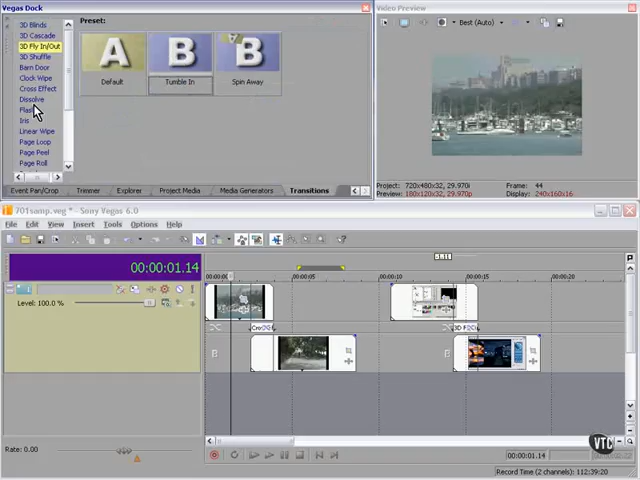 Vegas Dock
3D Blinds
3D Cascade
3D Fly In/Out
3D Shuffle
Barn Door
Clock Wipe
Cross Effect
Dissolve
Iris
Linear Wipe
Page Loop
Page Peel
Page Roll
Preset:
A
B
B
Default
Tumble In
Spin Away
Event Pan/Crop
Trimmer
Explorer
Project Media
Media Generators
Transitions
Video Preview
Best (Auto)
Project: 720x480x32, 29.970i
Frame: 44
Preview: 180x120x32, 29.970p
Display: 240x160x16
701samp.veg * - Sony Vegas 6.0
File
Edit
View
Insert
Tools
Options
Help
00:00:01.14
-1.11
00:00:05
00:00:10
00:00:15
00:00:20
1
Level: 100.0 %
A
B
B
Rate: 0.00
00:00:01.14
VTC
Record Time (2 channels): 112:39:20